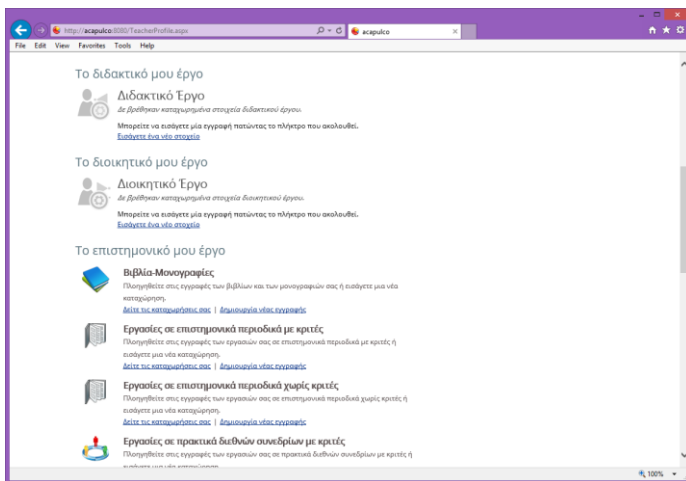 http://acapulco:8080/TeacherProfile.aspx
acapulco
File Edit View Favorites Tools Help
Το διδακτικό μου έργο
Διδακτικό Έργο
Δε βρέθηκαν καταχωρημένα στοιχεία διδακτικού έργου.
Μπορείτε να εισάγετε μία εγγραφή πατώντας το πλήκτρο που ακολουθεί.
Εισάγετε ένα νέο στοιχείο
Το διοικητικό μου έργο
Διοικητικό Έργο
Δε βρέθηκαν καταχωρημένα στοιχεία διοικητικού έργου.
Μπορείτε να εισάγετε μία εγγραφή πατώντας το πλήκτρο που ακολουθεί.
Εισάγετε ένα νέο στοιχείο
Το επιστημονικό μου έργο
Βιβλία-Μονογραφίες
Πλοηγηθείτε στις εγγραφές των βιβλίων και των μονογραφιών σας ή εισάγετε μια νέα
καταχώρηση.
Δείτε τις καταχωρήσεις σας | Δημιουργία νέας εγγραφής
Εργασίες σε επιστημονικά περιοδικά με κριτές
Πλοηγηθείτε στις εγγραφές των εργασιών σας σε επιστημονικά περιοδικά με κριτές ή
εισάγετε μια νέα καταχώρηση.
Δείτε τις καταχωρήσεις σας | Δημιουργία νέας εγγραφής
Εργασίες σε επιστημονικά περιοδικά χωρίς κριτές
Πλοηγηθείτε στις εγγραφές των εργασιών σας σε επιστημονικά περιοδικά χωρίς κριτές ή
εισάγετε μια νέα καταχώρηση.
Δείτε τις καταχωρήσεις σας | Δημιουργία νέας εγγραφής
Εργασίες σε πρακτικά διεθνών συνεδρίων με κριτές
Πλοηγηθείτε στις εγγραφές των εργασιών σας σε πρακτικά διεθνών συνεδρίων με κριτές ή
εισάγετε μια νέα καταχώρηση.
100%